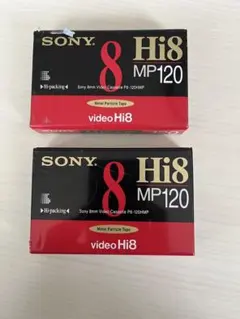 SONY
8
Hi8
MP120
Hi-packing
Sony 8mm Video Cassette P6-120HMP
Metal Particle Tape
video Hi8
SONY
8
Hi8
MP120
Hi-packing
Sony 8mm Video Cassette P6-120HMP
Metal Particle Tape
video Hi8